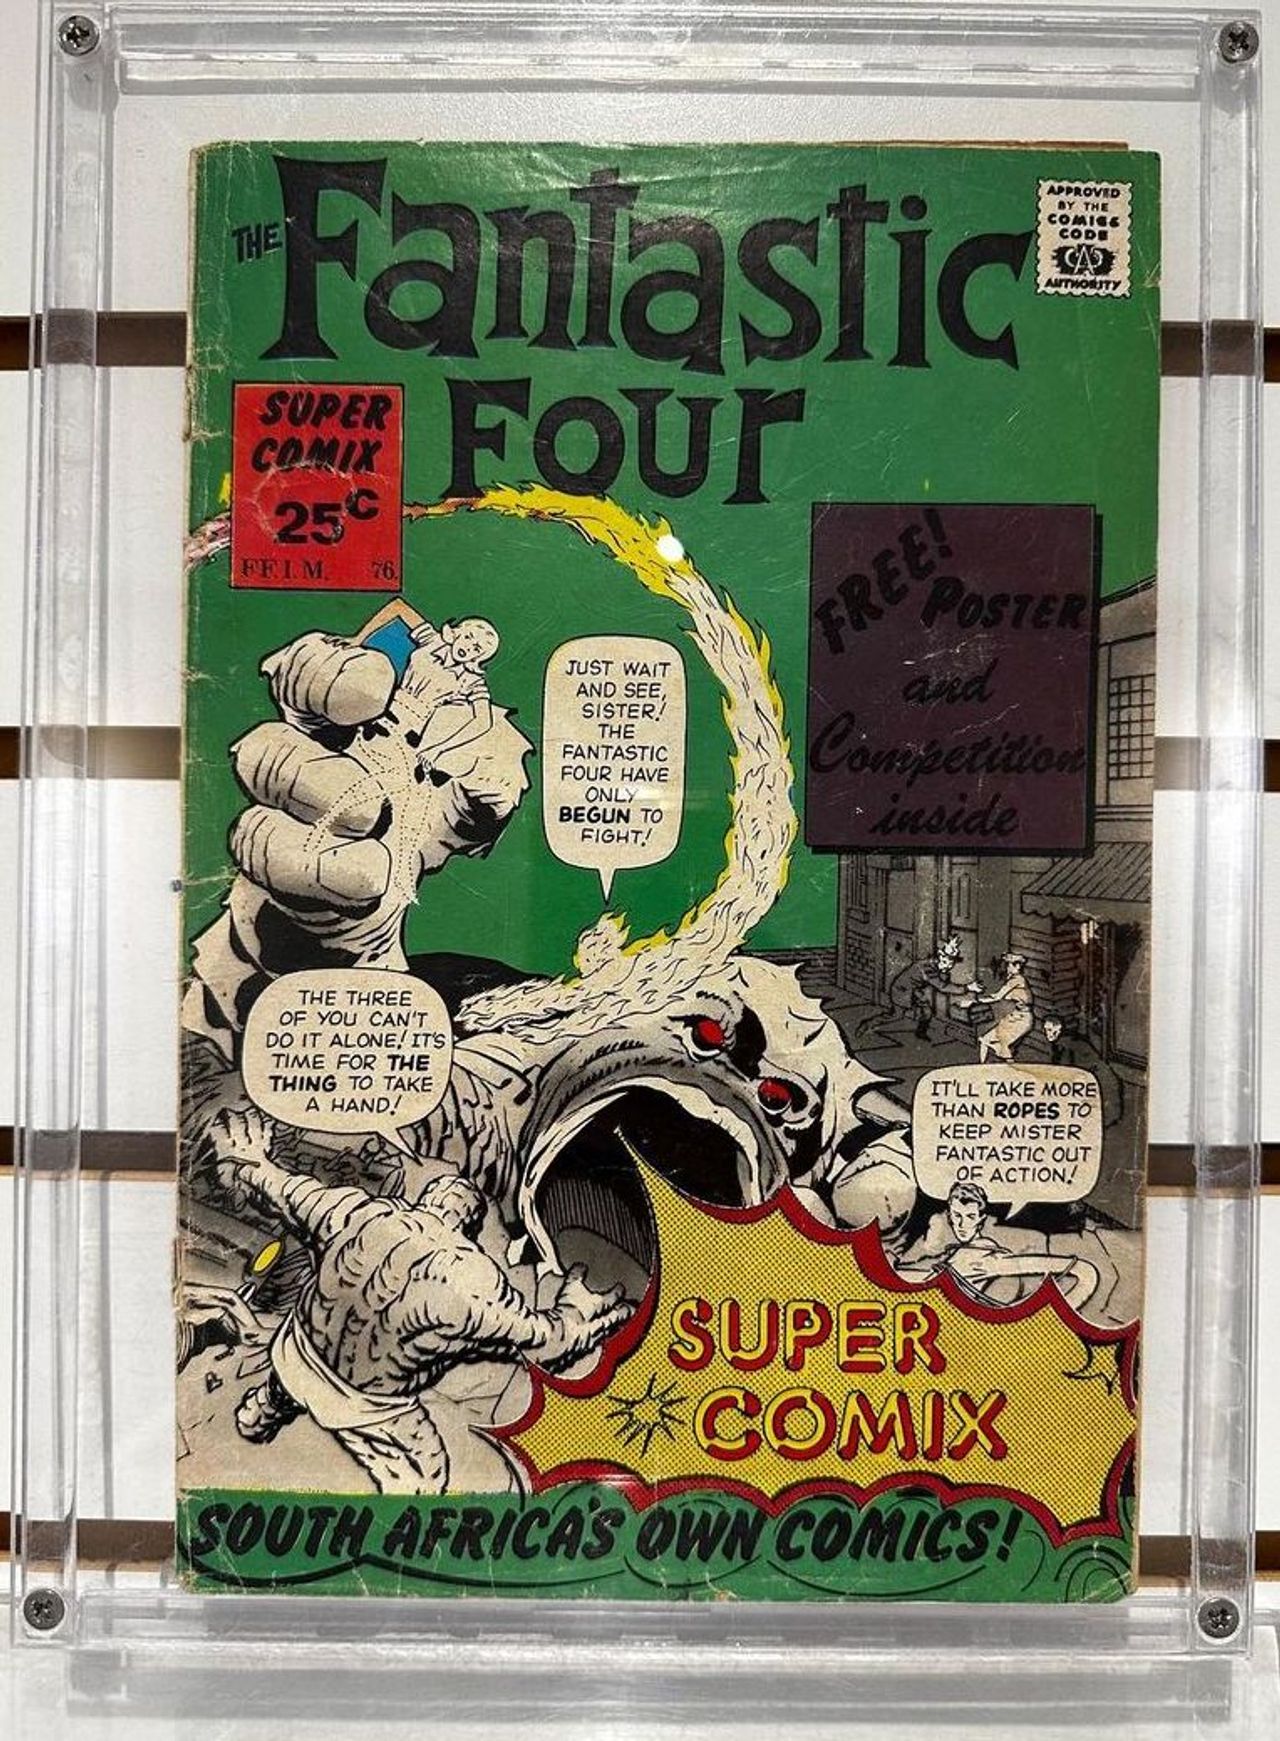 THE
Fantastic
Four
APPROVED
BY THE
COMICS
CODE
CA
AUTHORITY
SUPER
COMIX
25c
FF.I.M. 76.
FREE!
POSTER
and
Competition
inside
JUST WAIT
AND SEE,
SISTER!
THE
FANTASTIC
FOUR HAVE
ONLY
BEGUN TO
FIGHT!
THE THREE
OF YOU CAN'T
DO IT ALONE! IT'S
TIME FOR THE
THING TO TAKE
A HAND!
IT'LL TAKE MORE
THAN ROPES TO
KEEP MISTER
FANTASTIC OUT
OF ACTION!
SUPER
COMIX
SOUTH AFRICA'S OWN COMICS!